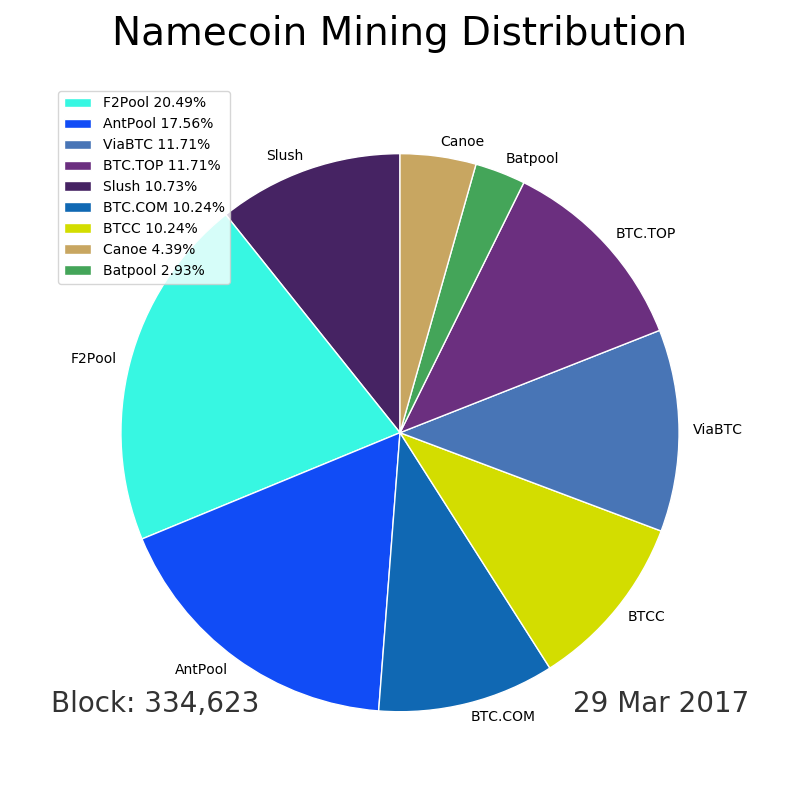 Namecoin Mining Distribution
F2Pool 20.49%
AntPool 17.56%
ViaBTC 11.71%
BTC.TOP 11.71%
Slush 10.73%
BTC.COM 10.24%
BTCC 10.24%
Canoe 4.39%
Batpool 2.93%
Slush
Canoe
Batpool
BTC.TOP
F2Pool
ViaBTC
BTCC
AntPool
BTC.COM
Block: 334,623
29 Mar 2017